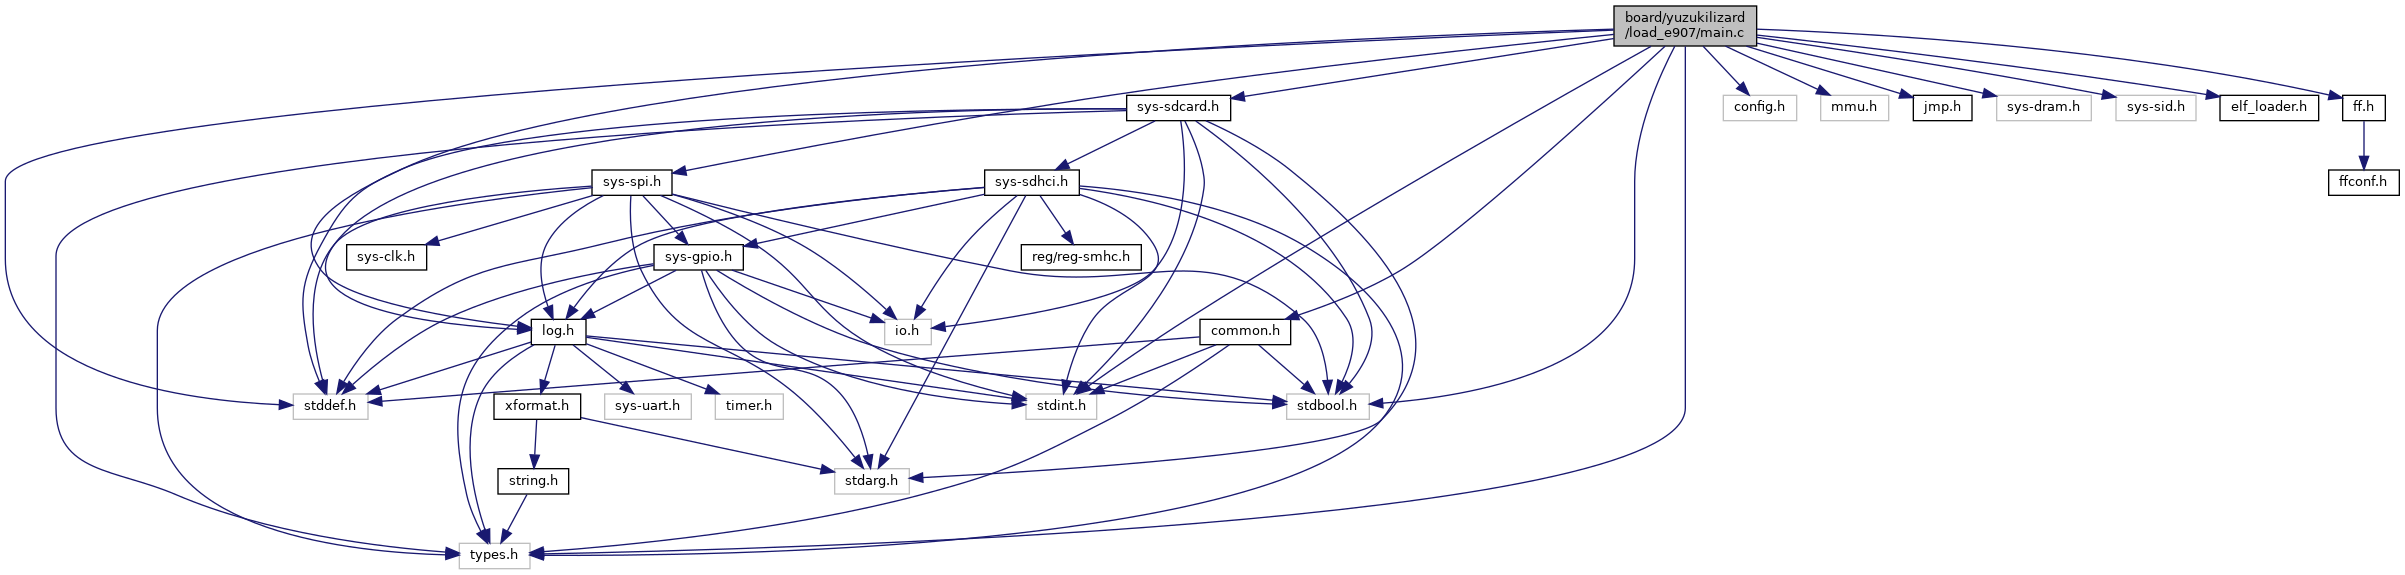 board/yuzukilizard
/load_e907/main.c
sys-sdcard.h
config.h
mmu.h
jmp.h
sys-dram.h
sys-sid.h
elf_loader.h
ff.h
sys-spi.h
sys-sdhci.h
ffconf.h
sys-clk.h
sys-gpio.h
reg/reg-smhc.h
log.h
io.h
common.h
stddef.h
xformat.h
sys-uart.h
timer.h
stdint.h
stdbool.h
string.h
stdarg.h
types.h